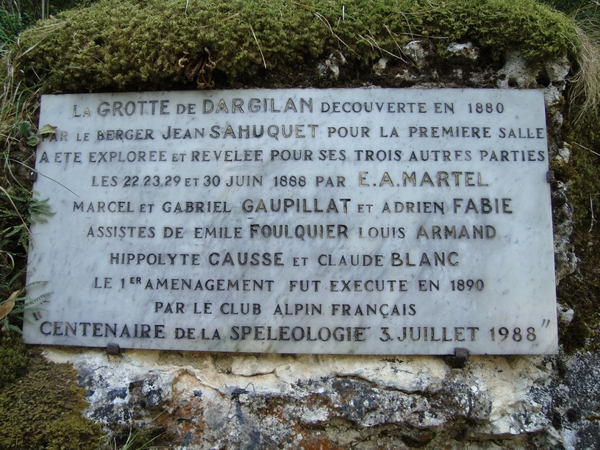 LA GROTTE DE DARGILAN DECOUVERTE EN 1880
PAR LE BERGER JEAN SAHUQUET POUR LA PREMIERE SALLE
A ETE EXPLOREE ET REVELEE POUR SES TROIS AUTRES PARTIES
LES 22.23.29 ET 30 JUIN 1888 PAR E.A.MARTEL
MARCEL ET GABRIEL GAUPILLAT ET ADRIEN FABIE
ASSISTES DE EMILE FOULQUIER LOUIS ARMAND
HIPPOLYTE CAUSSE ET CLAUDE BLANC
LE 1ER AMENAGEMENT FUT EXECUTE EN 1890
PAR LE CLUB ALPIN FRANÇAIS
"CENTENAIRE DE LA SPELEOLOGIE 3 JUILLET 1988"